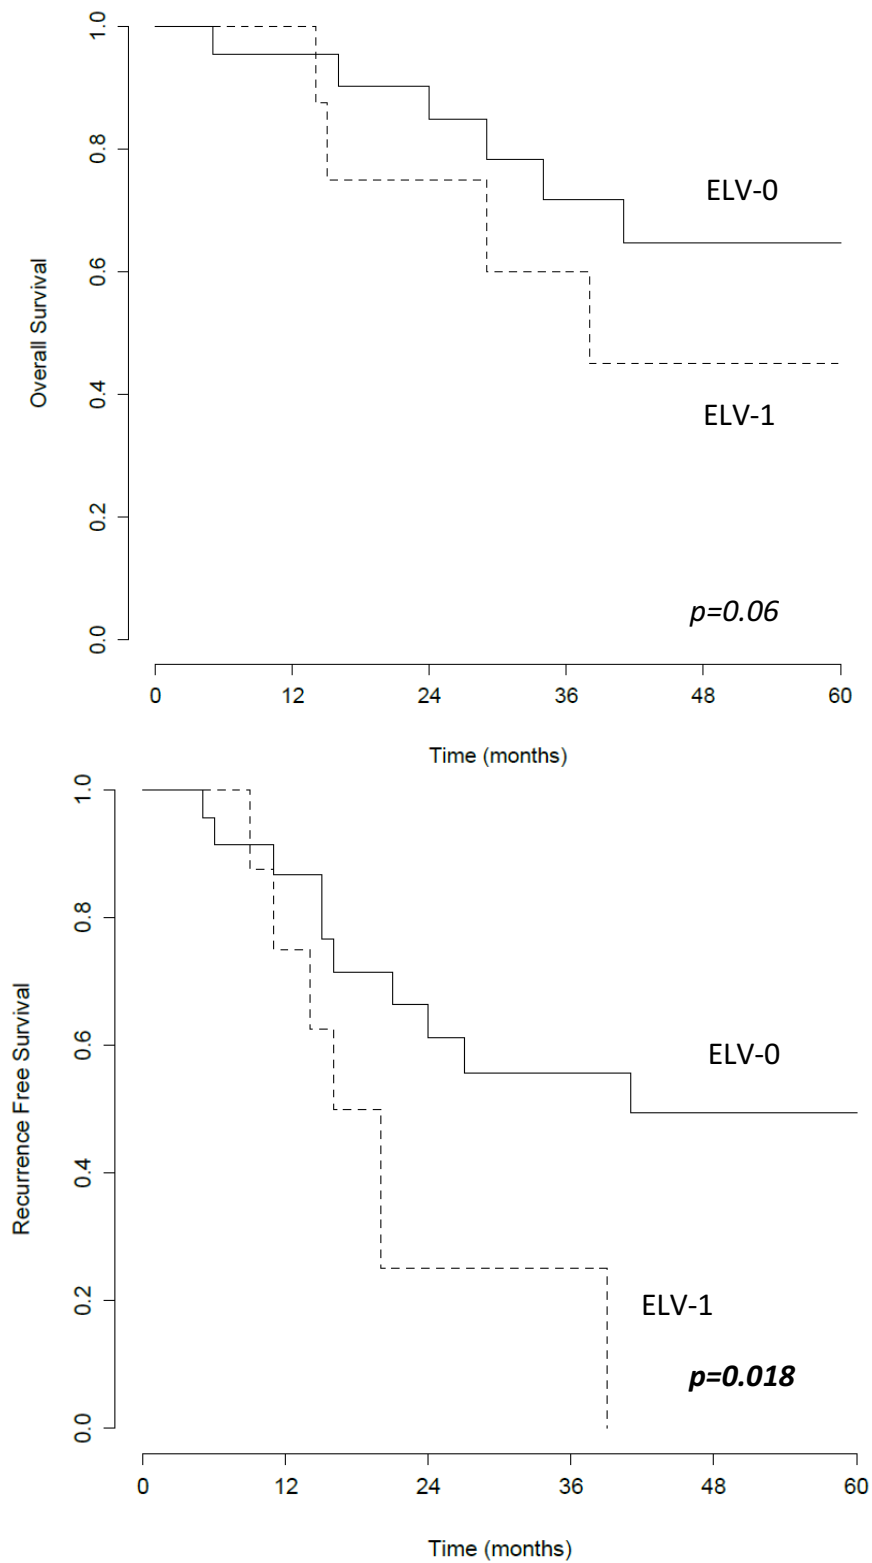 1.0
0.8
ELV-0
0.6
Overall Survival
0.4
ELV-1
0.2
p=0.06
0.0
0 12 24 36 48 60
Time (months)
1.0
0.8
Recurrence Free Survival
0.6
ELV-0
0.4
0.2
ELV-1
p=0.018
0.0
0 12 24 36 48 60
Time (months)